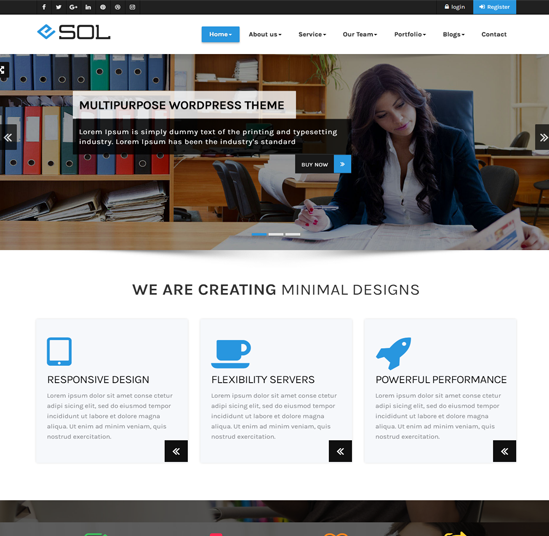 login
Register
SOL
Home
About us
Service
Our Team
Portfolio
Blogs
Contact
MULTIPURPOSE WORDPRESS THEME
Lorem Ipsum is simply dummy text of the printing and typesetting
industry. Lorem Ipsum has been the industry's standard
BUY NOW
WE ARE CREATING MINIMAL DESIGNS
RESPONSIVE DESIGN
Lorem ipsum dolor sit amet conse ctetur
adipi sicing elit, sed do eiusmod tempor
incididunt ut labore et dolore magna
aliqua. Ut enim ad minim veniam, quis
nostrud exercitation.
FLEXIBILITY SERVERS
Lorem ipsum dolor sit amet conse ctetur
adipi sicing elit, sed do eiusmod tempor
incididunt ut labore et dolore magna
aliqua. Ut enim ad minim veniam, quis
nostrud exercitation.
POWERFUL PERFORMANCE
Lorem ipsum dolor sit amet conse ctetur
adipi sicing elit, sed do eiusmod tempor
incididunt ut labore et dolore magna
aliqua. Ut enim ad minim veniam, quis
nostrud exercitation.